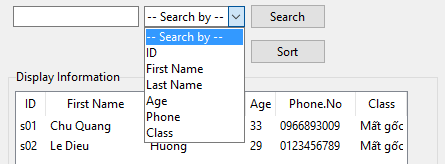 -- Search by -- Search
-- Search by --
ID
First Name
Last Name
Age
Phone
Class
Sort
Display Information
ID First Name Age Phone.No Class
s01 Chu Quang 33 0966893009 Mất gốc
s02 Le Dieu Huong 29 0123456789 Mất gốc